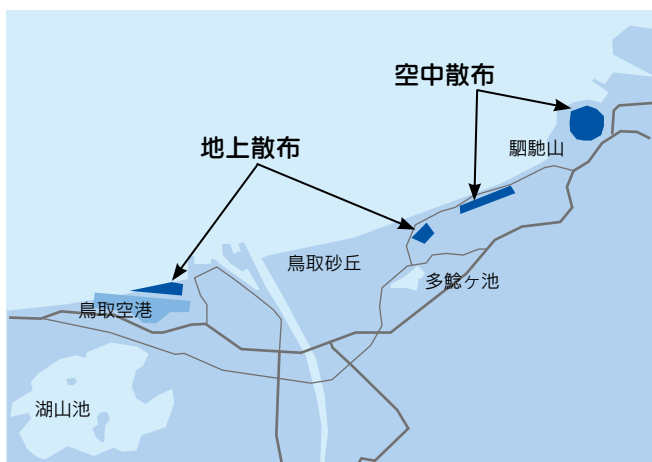 空中散布
駟馳山
地上散布
鳥取砂丘
多鯰ヶ池
鳥取空港
湖山池